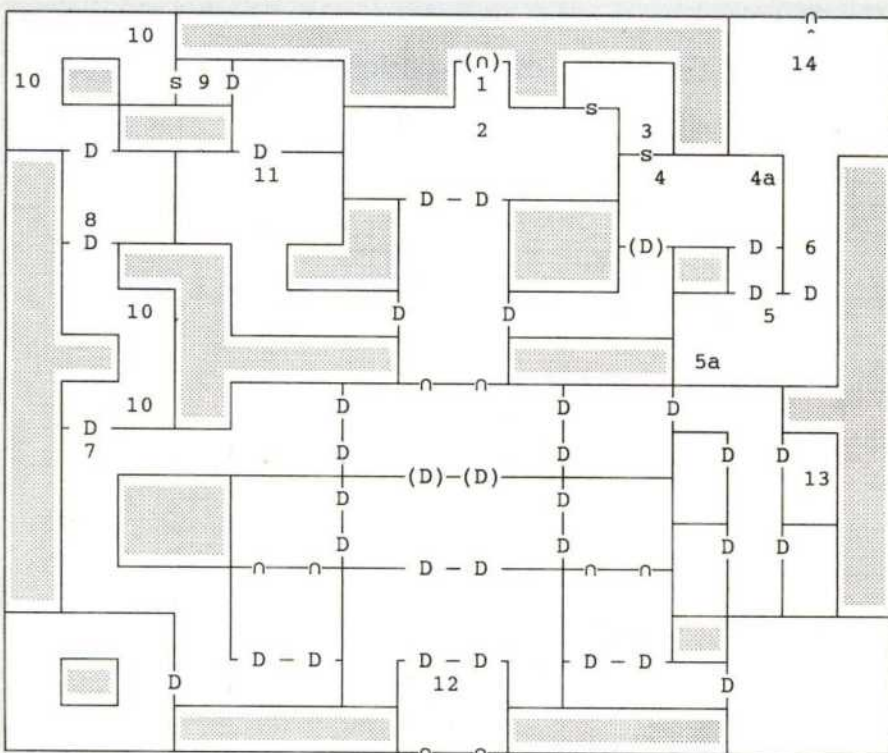 ∩
10
14
(∩)
10 s 9 D
1
s
2 3
s
D D
11 4 4a
D – D
8
D (D) D 6
D D
D D
10 5
5a
∩ ∩
10 D D D
D
7 D D D D
(D)–(D)
13
D D
D D D D
∩ ∩ D – D ∩ ∩
D – D D – D D – D
D 12 D
∩ ∩